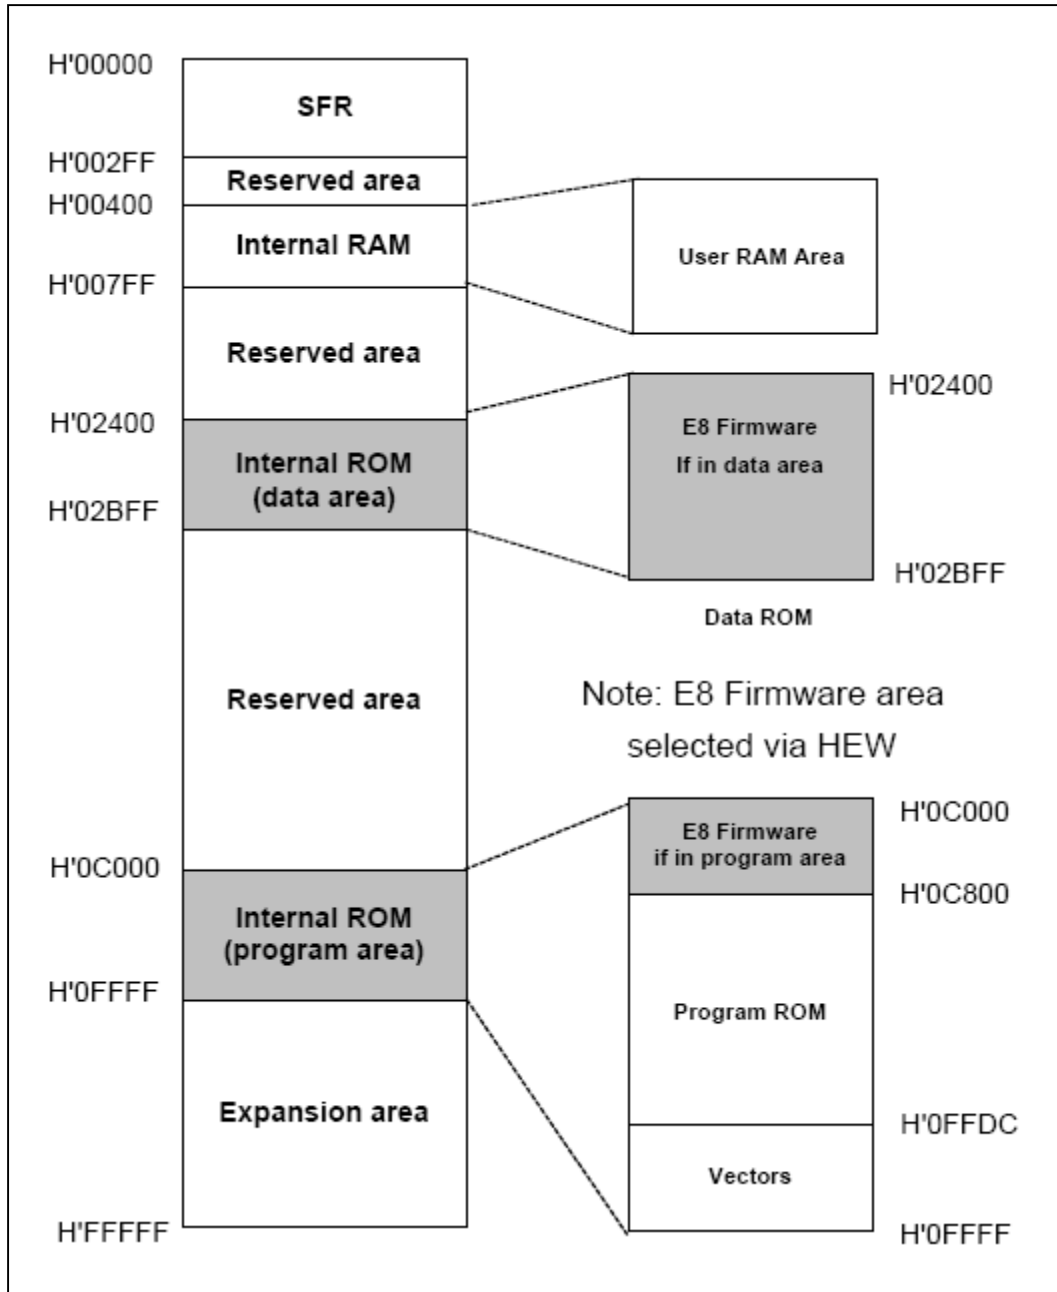 H'00000
SFR
H'002FF
Reserved area
H'00400
Internal RAM
H'007FF
Reserved area
H'02400
Internal ROM
(data area)
H'02BFF
Reserved area
H'0C000
Internal ROM
(program area)
H'0FFFF
Expansion area
H'FFFFF
User RAM Area
H'02400
E8 Firmware
If in data area
H'02BFF
Data ROM
Note: E8 Firmware area
selected via HEW
H'0C000
E8 Firmware
if in program area
H'0C800
Program ROM
H'0FFDC
Vectors
H'0FFFF